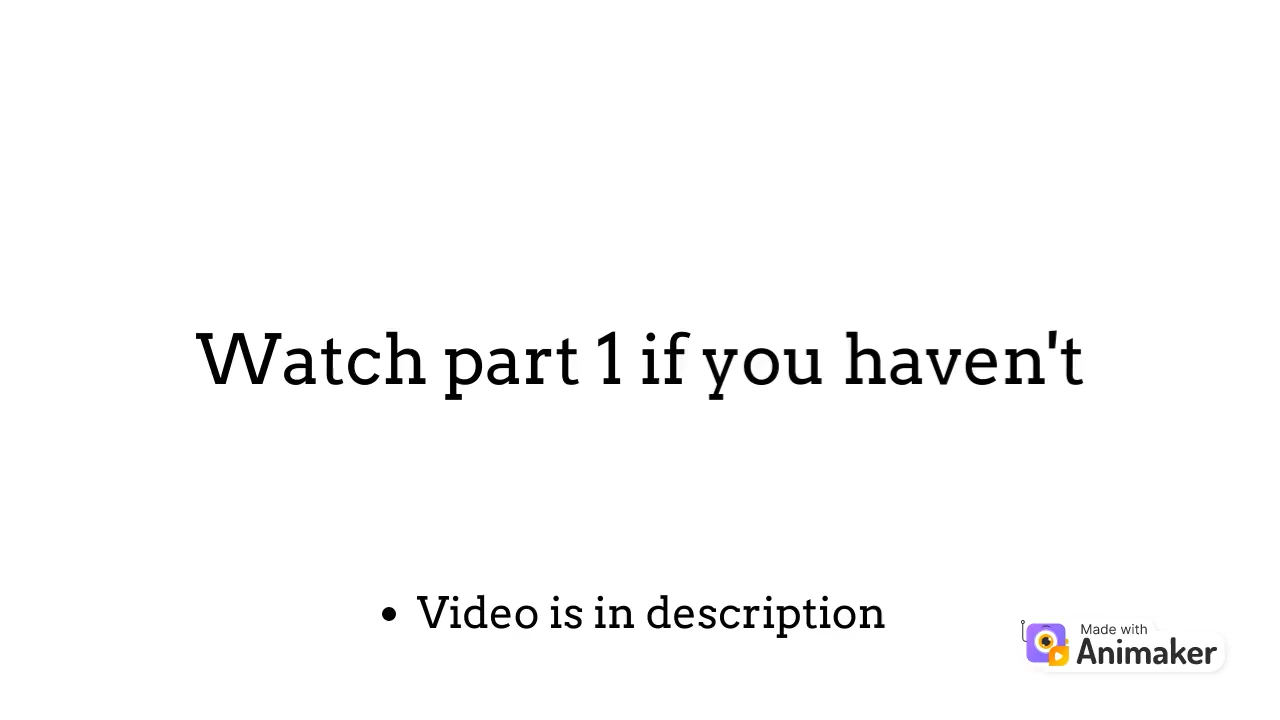 Watch part 1 if you haven't
• Video is in description
Made with
Animaker